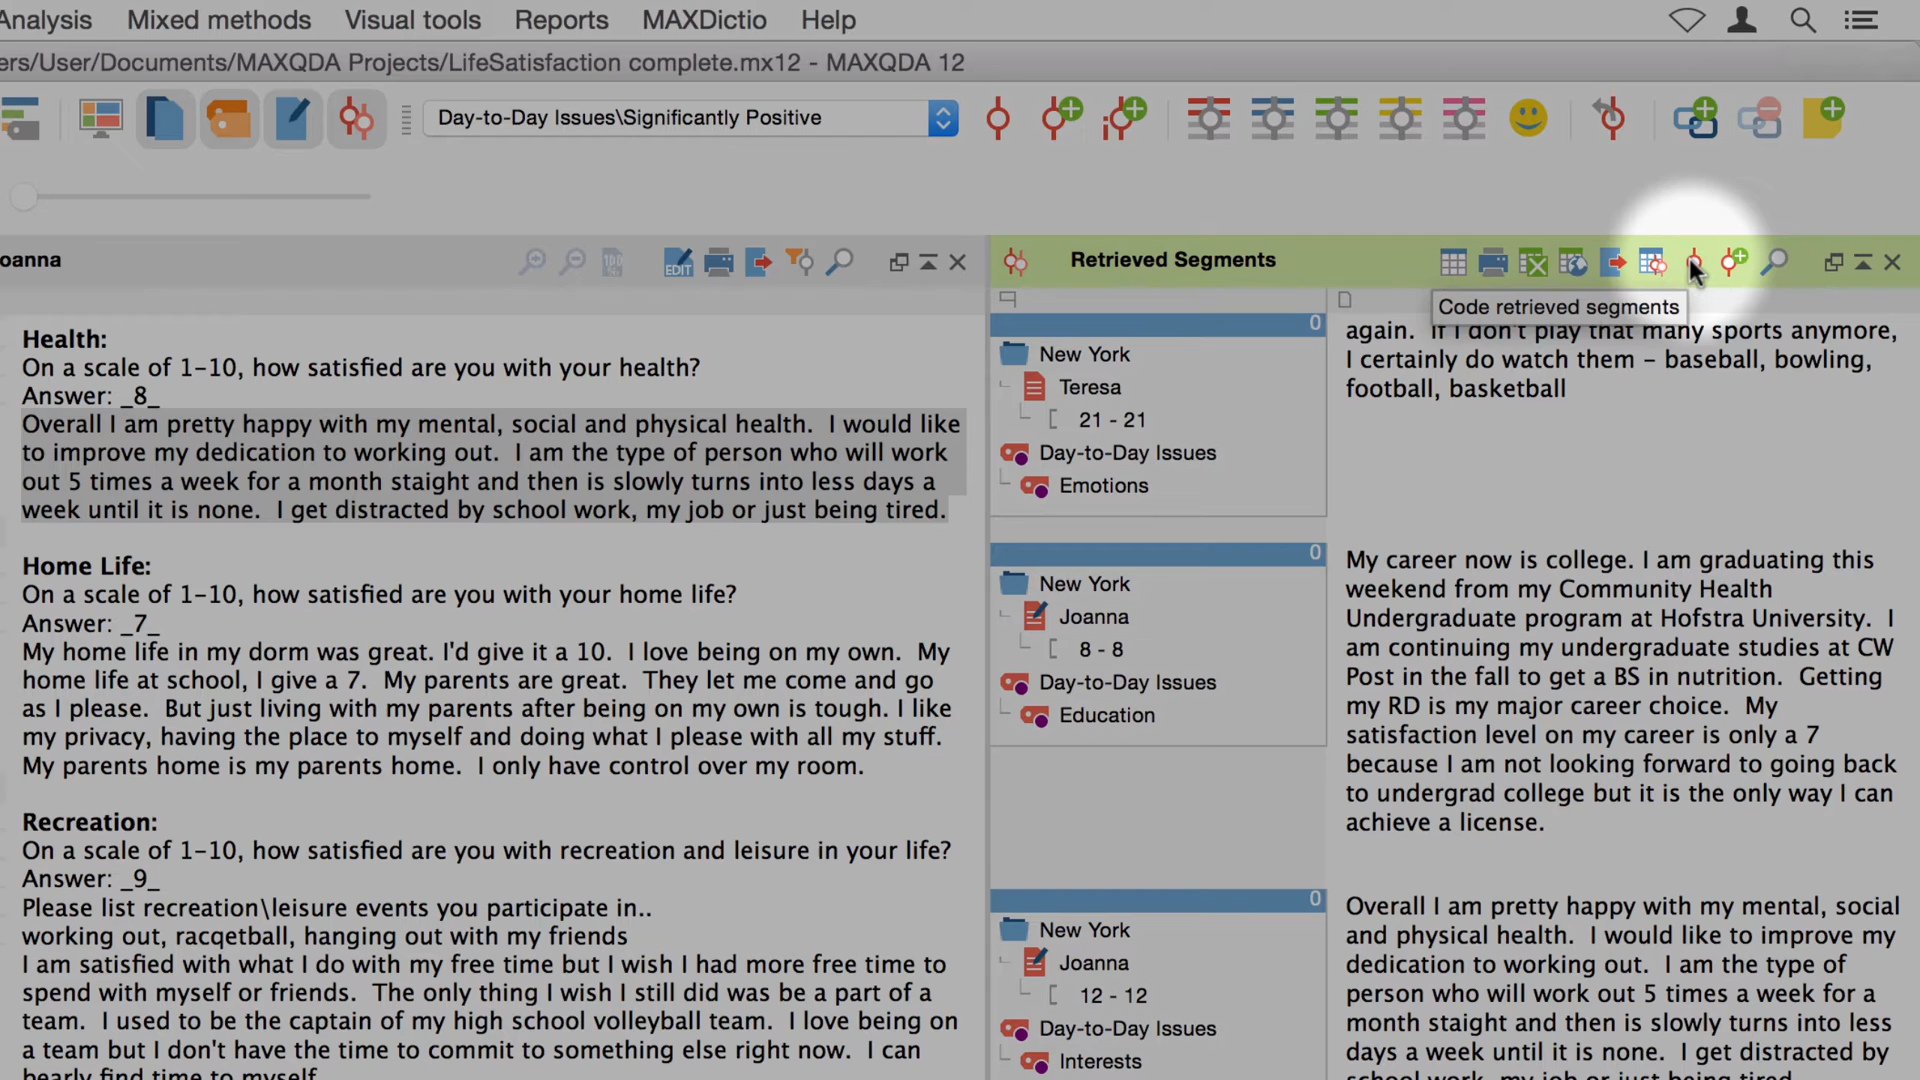 Analysis Mixed methods Visual tools Reports MAXDictio Help
ers/User/Documents/MAXQDA Projects/LifeSatisfaction complete.mx12 - MAXQDA 12
Day-to-Day Issues\Significantly Positive
oanna
100
EDIT
Health:
On a scale of 1–10, how satisfied are you with your health?
Answer: _8_
Overall I am pretty happy with my mental, social and physical health.  I would like
to improve my dedication to working out.  I am the type of person who will work
out 5 times a week for a month staight and then is slowly turns into less days a
week until it is none.  I get distracted by school work, my job or just being tired.
Home Life:
On a scale of 1–10, how satisfied are you with your home life?
Answer: _7_
My home life in my dorm was great. I'd give it a 10.  I love being on my own.  My
home life at school, I give a 7.  My parents are great.  They let me come and go
as I please.  But just living with my parents after being on my own is tough. I like
my privacy, having the place to myself and doing what I please with all my stuff.
My parents home is my parents home.  I only have control over my room.
Recreation:
On a scale of 1–10, how satisfied are you with recreation and leisure in your life?
Answer: _9_
Please list recreation\leisure events you participate in..
working out, racqetball, hanging out with my friends
I am satisfied with what I do with my free time but I wish I had more free time to
spend with myself or friends.  The only thing I wish I still did was be a part of a
team.  I used to be the captain of my high school volleyball team.  I love being on
a team but I don't have the time to commit to something else right now.  I can
bearly find time to myself.
Retrieved Segments
Code retrieved segments
0
New York
Teresa
21 - 21
Day-to-Day Issues
Emotions
again.  If I don't play that many sports anymore,
I certainly do watch them – baseball, bowling,
football, basketball
0
New York
Joanna
8 - 8
Day-to-Day Issues
Education
My career now is college. I am graduating this
weekend from my Community Health
Undergraduate program at Hofstra University.  I
am continuing my undergraduate studies at CW
Post in the fall to get a BS in nutrition.  Getting
my RD is my major career choice.  My
satisfaction level on my career is only a 7
because I am not looking forward to going back
to undergrad college but it is the only way I can
achieve a license.
0
New York
Joanna
12 - 12
Day-to-Day Issues
Interests
Overall I am pretty happy with my mental, social
and physical health.  I would like to improve my
dedication to working out.  I am the type of
person who will work out 5 times a week for a
month staight and then is slowly turns into less
days a week until it is none.  I get distracted by
school work, my job or just being tired.